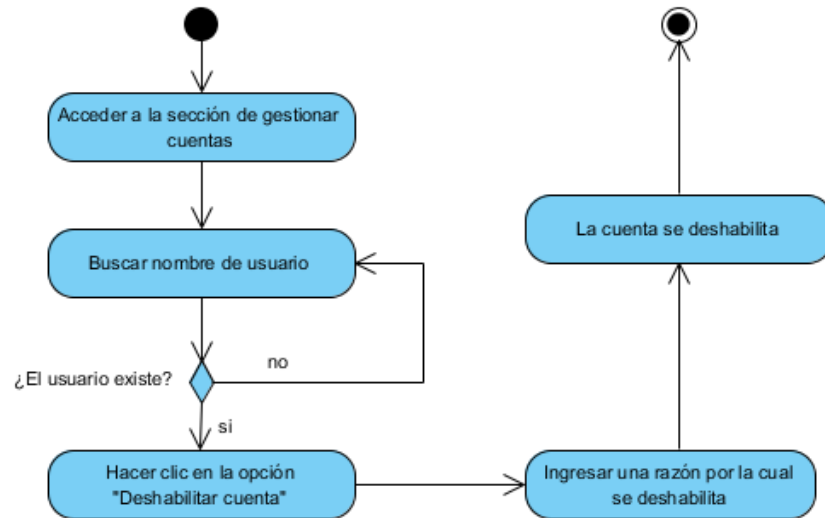 Acceder a la sección de gestionar
cuentas
Buscar nombre de usuario
¿El usuario existe?
no
si
Hacer clic en la opción
"Deshabilitar cuenta"
Ingresar una razón por la cual
se deshabilita
La cuenta se deshabilita